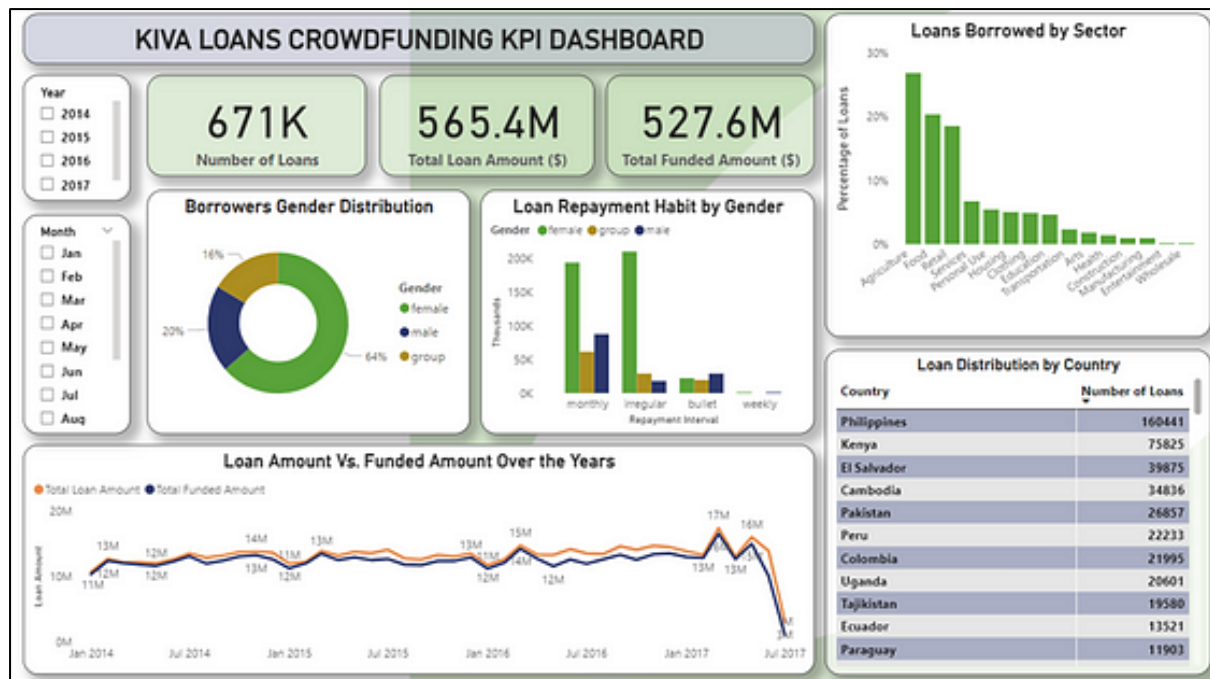 KIVA LOANS CROWDFUNDING KPI DASHBOARD
Year
2014
2015
2016
2017
671K
Number of Loans
565.4M
Total Loan Amount ($)
527.6M
Total Funded Amount ($)
Month
Jan
Feb
Mar
Apr
May
Jun
Jul
Aug
Borrowers Gender Distribution
16%
20%
64%
Gender
female
male
group
Loan Repayment Habit by Gender
Gender female group male
200K
150K
100K
50K
0K
Thousands
monthly irregular bullet weekly
Repayment Interval
Loans Borrowed by Sector
30%
20%
10%
0%
Percentage of Loans
Agriculture
Food
Retail
Services
Personal Use
Housing
Clothing
Education
Transportation
Arts
Health
Construction
Manufacturing
Entertainment
Wholesale
Loan Distribution by Country
Country Number of Loans
Philippines 160441
Kenya 75825
El Salvador 39875
Cambodia 34836
Pakistan 26857
Peru 22233
Colombia 21995
Uganda 20601
Tajikistan 19580
Ecuador 13521
Paraguay 11903
Loan Amount Vs. Funded Amount Over the Years
Total Loan Amount Total Funded Amount
20M
10M
0M
Loan Amount
13M 12M 14M 11M 13M 13M 11M 15M 17M 16M
11M 12M 12M 13M 12M 12M 14M 12M 13M 13M
Jan 2014 Jul 2014 Jan 2015 Jul 2015 Jan 2016 Jul 2016 Jan 2017 Jul 2017